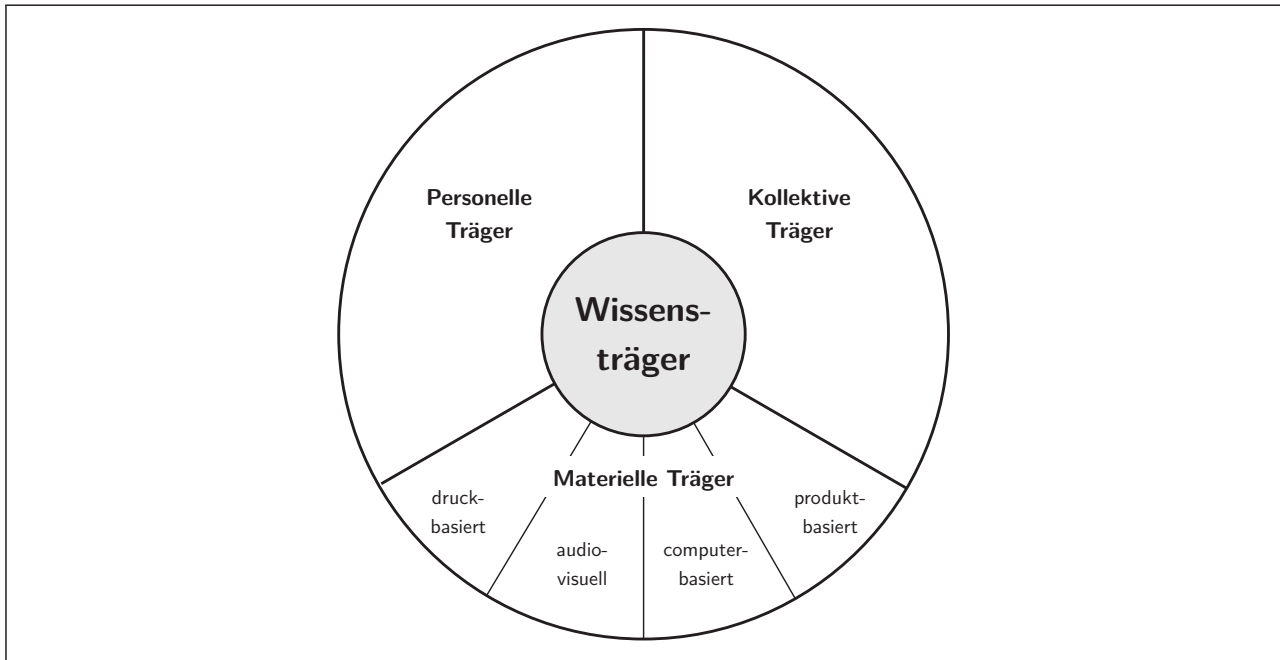 Personelle
Träger
Kollektive
Träger
Wissens-
träger
Materielle Träger
druck-
basiert
audio-
visuell
computer-
basiert
produkt-
basiert